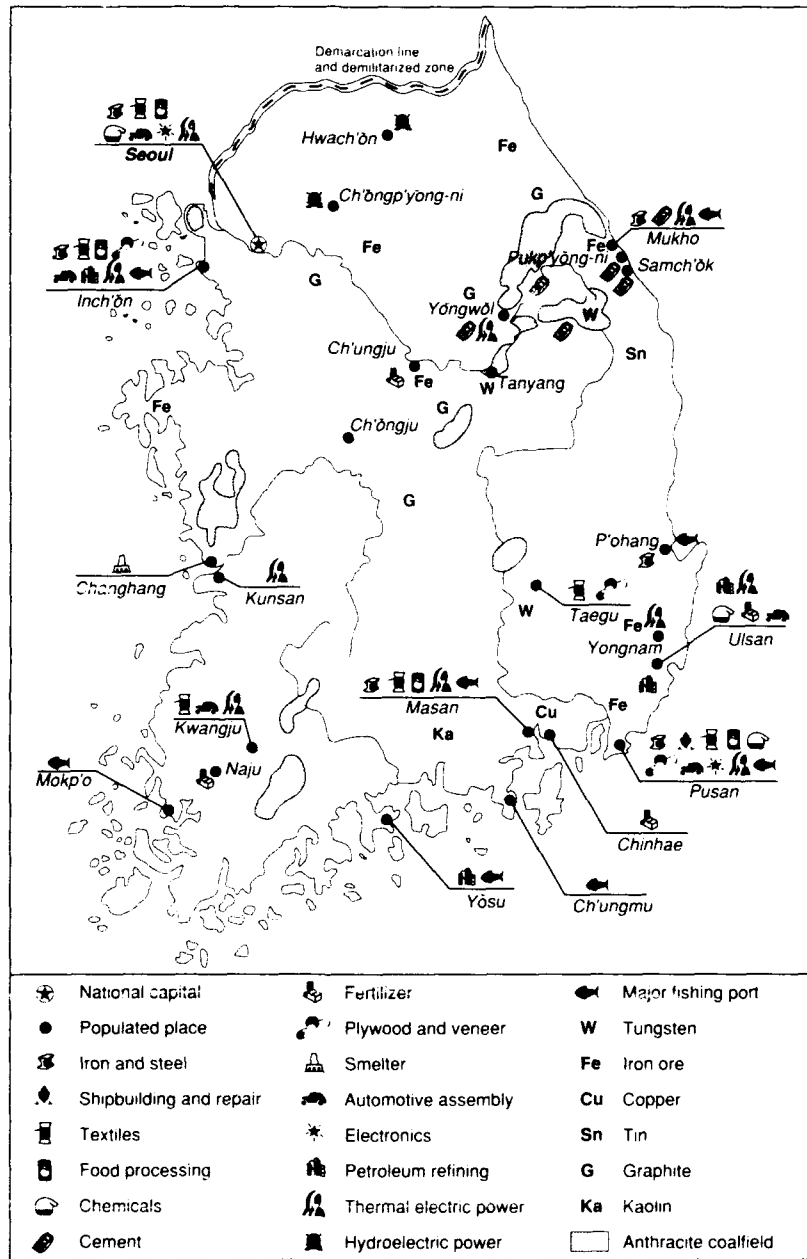 Demarcation line
and demilitarized zone
Hwach'ŏn
Fe
Seoul
Ch'ŏngp'yŏng-ni
G
Fe
Fe
Mukho
Pukp'yŏng-ni
Samch'ŏk
Inch'ŏn
G
G
Yŏngwŏl
W
Sn
Ch'ungju
Fe
W
Tanyang
Fe
G
Ch'ŏngju
G
P'ohang
Changhang
Kunsan
W
Taegu
Fe
Yongnam
Ulsan
Kwangju
Masan
Cu
Fe
Ka
Mokp'o
Naju
Pusan
Chinhae
Yŏsu
Ch'ungmu
National capital
Fertilizer
Major fishing port
Populated place
Plywood and veneer
W Tungsten
Iron and steel
Smelter
Fe Iron ore
Shipbuilding and repair
Automotive assembly
Cu Copper
Textiles
Electronics
Sn Tin
Food processing
Petroleum refining
G Graphite
Chemicals
Thermal electric power
Ka Kaolin
Cement
Hydroelectric power
Anthracite coalfield